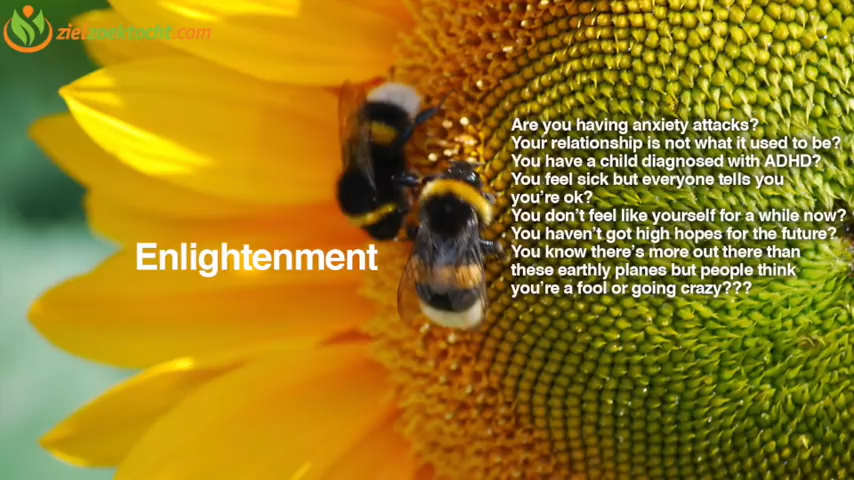 zielzoektocht.com
Enlightenment
Are you having anxiety attacks?
Your relationship is not what it used to be?
You have a child diagnosed with ADHD?
You feel sick but everyone tells you
you're ok?
You don't feel like yourself for a while now?
You haven't got high hopes for the future?
You know there's more out there than
these earthly planes but people think
you're a fool or going crazy???